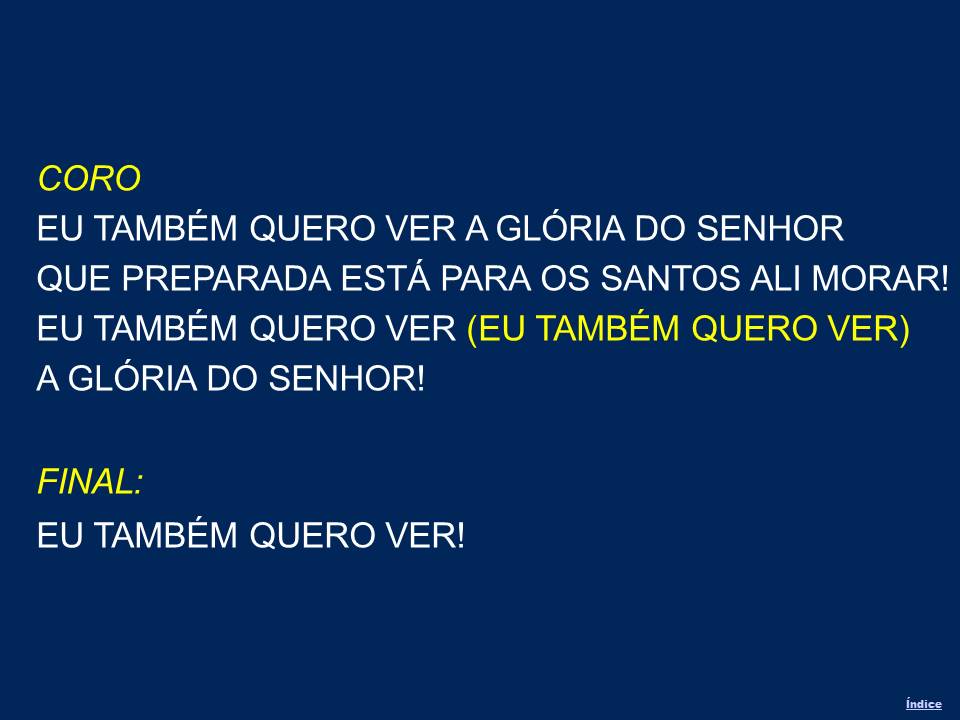 CORO
EU TAMBÉM QUERO VER A GLÓRIA DO SENHOR
QUE PREPARADA ESTÁ PARA OS SANTOS ALI MORAR!
EU TAMBÉM QUERO VER (EU TAMBÉM QUERO VER)
A GLÓRIA DO SENHOR!
FINAL:
EU TAMBÉM QUERO VER!
Índice